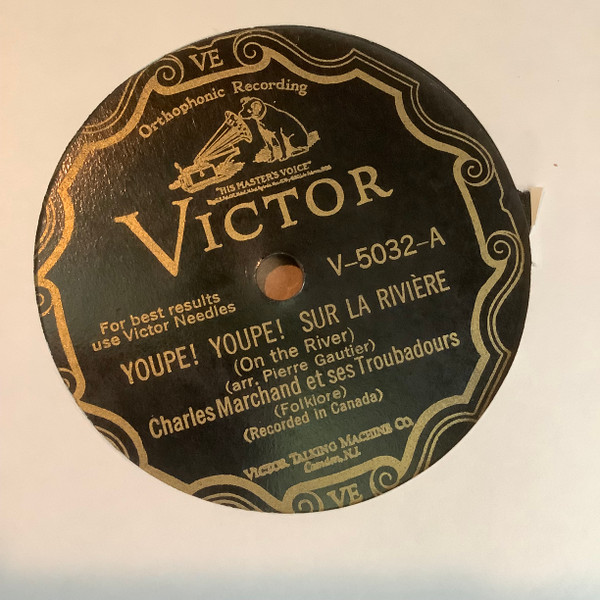 VE
Orthophonic Recording
"HIS MASTER'S VOICE"
VICTOR
V-5032-A
For best results
use Victor Needles
YOUPE! YOUPE! SUR LA RIVIÈRE
(On the River)
(arr. Pierre Gautier)
Charles Marchand et ses Troubadours
(Folklore)
(Recorded in Canada)
VICTOR TALKING MACHINE CO.
Camden, N.J.
VE